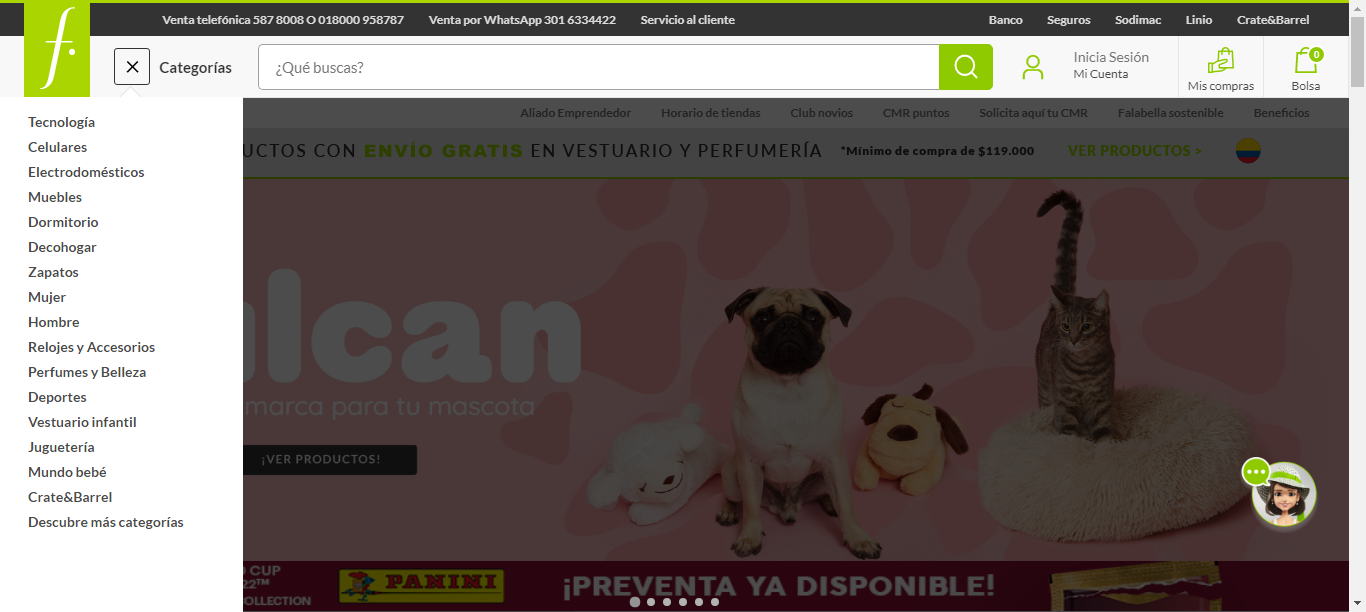 Venta telefónica 587 8008 O 018000 958787 Venta por WhatsApp 301 6334422 Servicio al cliente Banco Seguros Sodimac Linio Crate&Barrel
f.
Categorías
¿Qué buscas?
Inicia Sesión
Mi Cuenta
Mis compras
0
Bolsa
Aliado Emprendedor Horario de tiendas Club novios CMR puntos Solicita aquí tu CMR Falabella sostenible Beneficios
UCTOS CON ENVÍO GRATIS EN VESTUARIO Y PERFUMERÍA *Mínimo de compra de $119.000 VER PRODUCTOS >
Tecnología
Celulares
Electrodomésticos
Muebles
Dormitorio
Decohogar
Zapatos
Mujer
Hombre
Relojes y Accesorios
Perfumes y Belleza
Deportes
Vestuario infantil
Juguetería
Mundo bebé
Crate&Barrel
Descubre más categorías
lcan
marca para tu mascota
¡VER PRODUCTOS!
CUP
22™
OLLECTION
PANINI
¡PREVENTA YA DISPONIBLE!